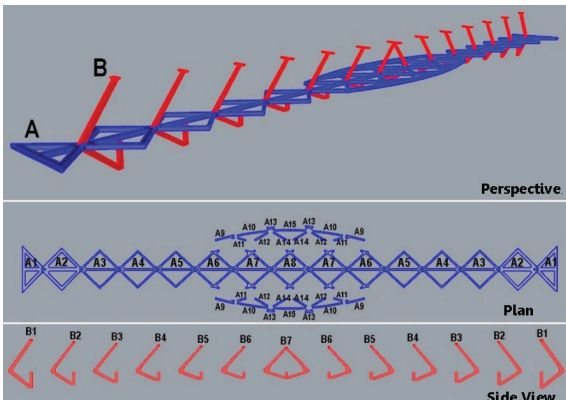 B
A
Perspective
A13 A15 A13
A9 A10 A10 A9
A11 A12 A14 A14 A12 A11
A1 A2 A3 A4 A5 A6 A7 A8 A7 A6 A5 A4 A3 A2 A1
A11 A12 A14 A14 A12 A11
A9 A10 A13 A15 A13 A10 A9
Plan
B1 B2 B3 B4 B5 B6 B7 B6 B5 B4 B3 B2 B1
Side View